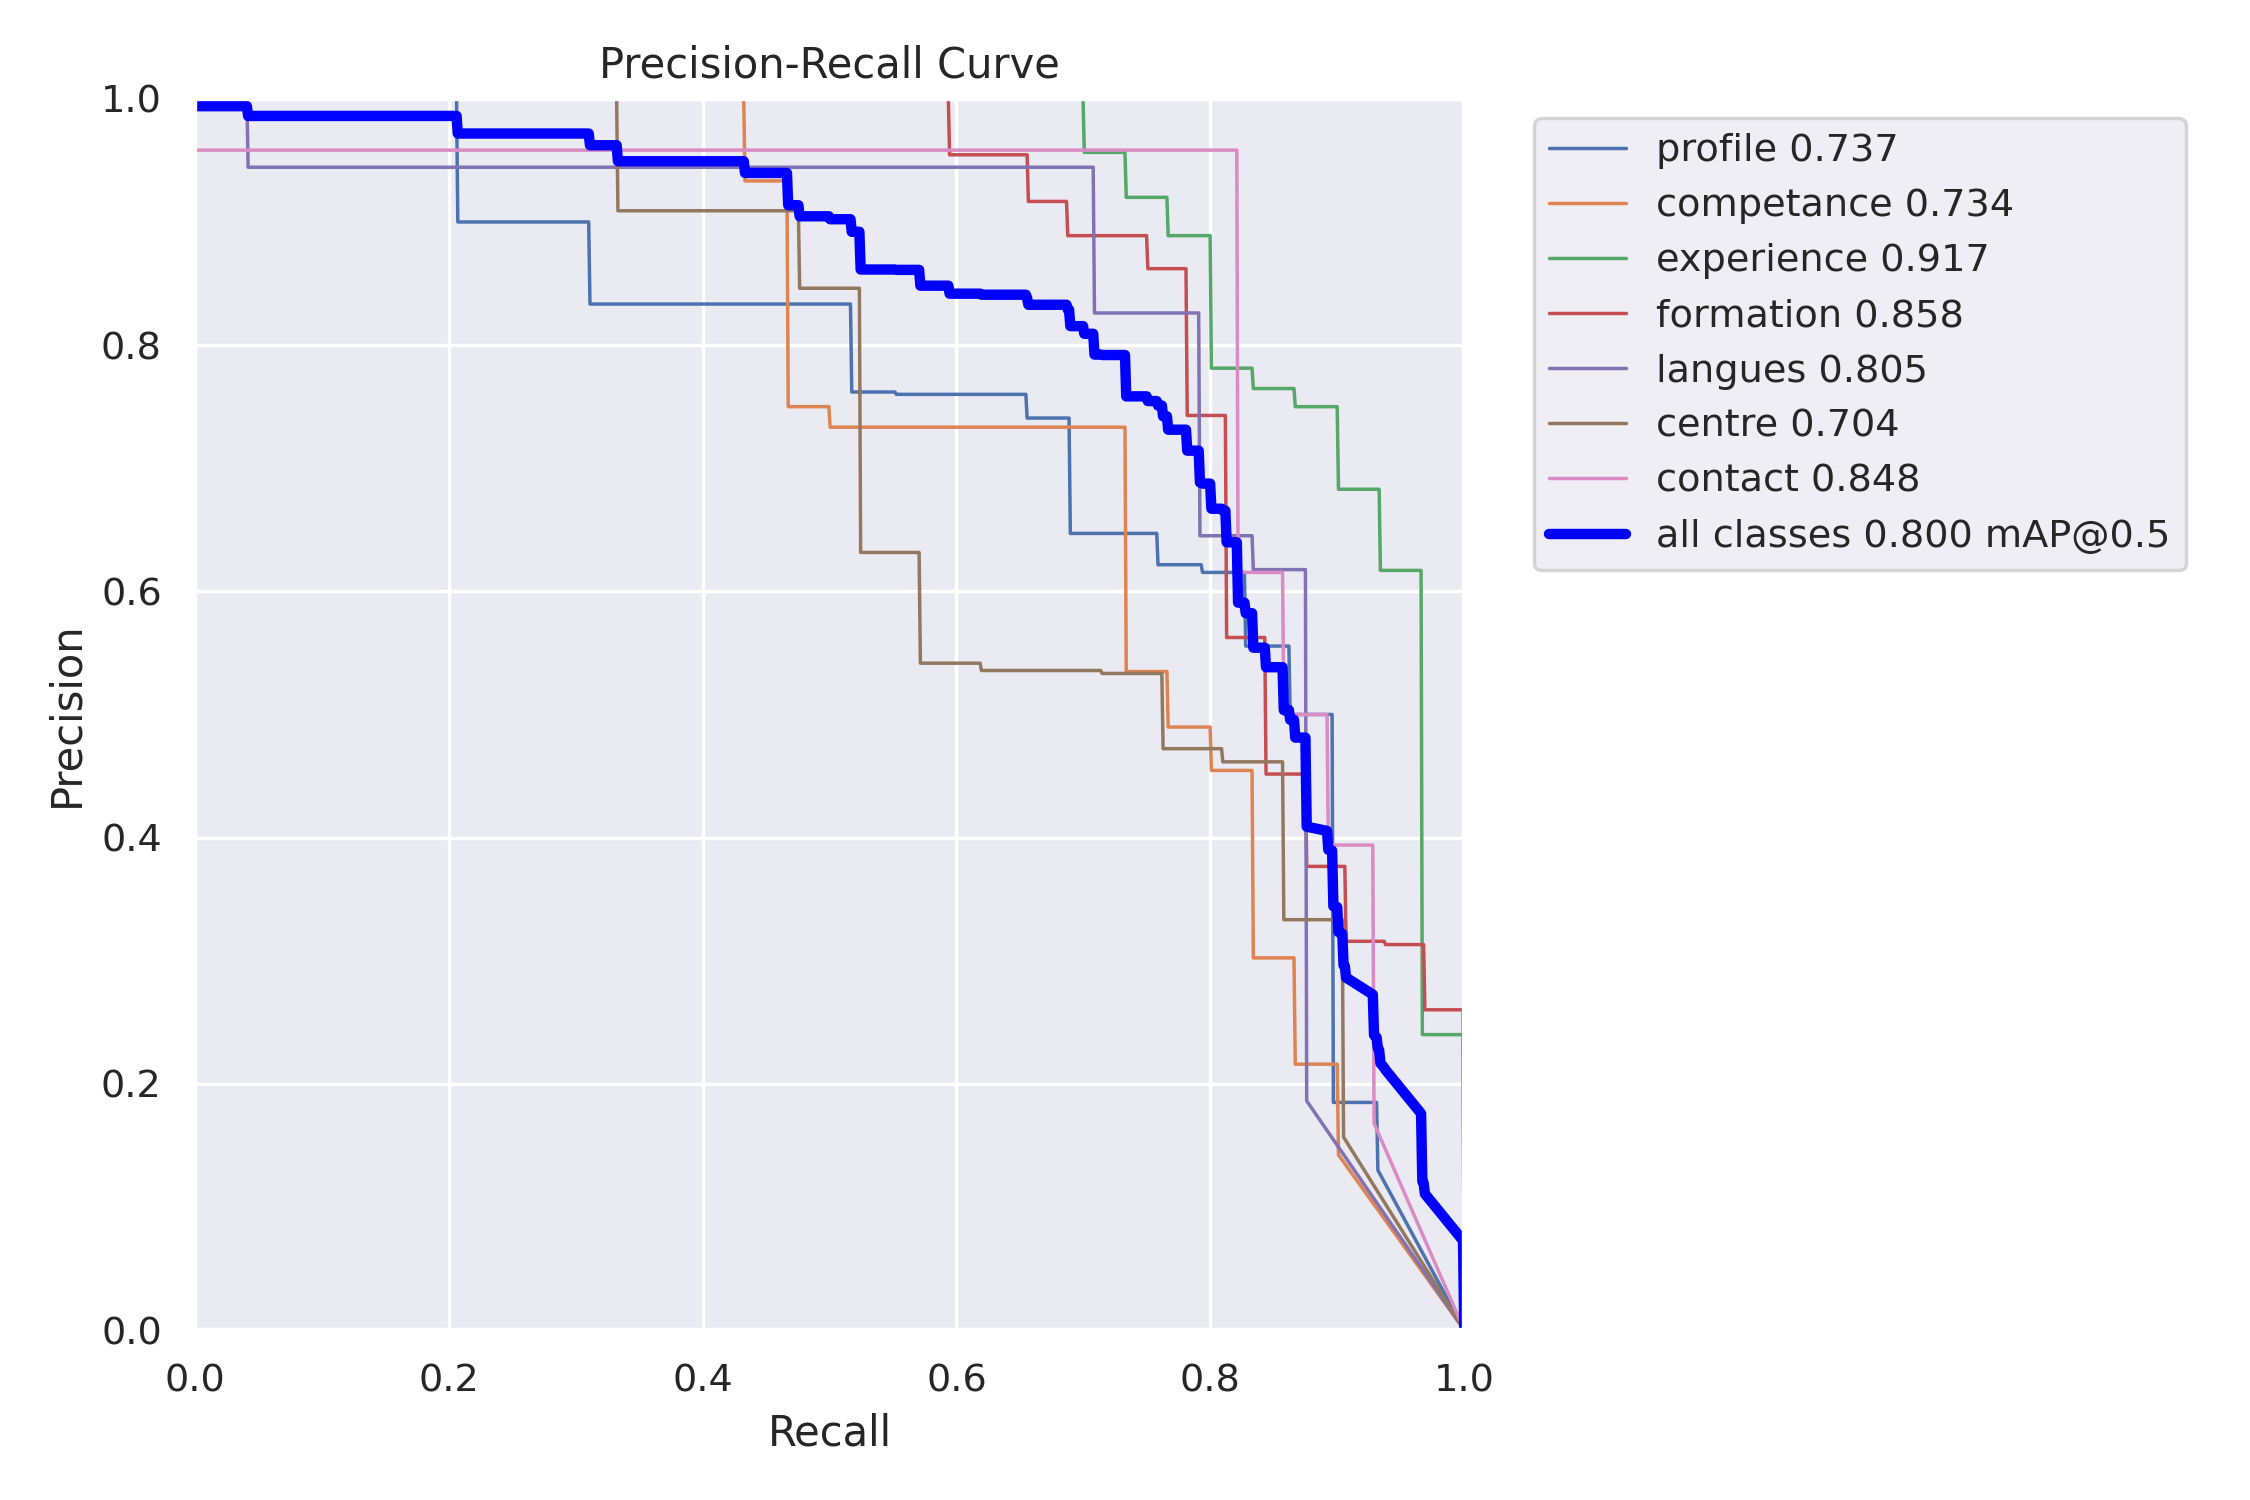 Precision-Recall Curve
1.0
0.8
0.6
0.4
0.2
0.0
Precision
0.0 0.2 0.4 0.6 0.8 1.0
Recall
profile 0.737
competance 0.734
experience 0.917
formation 0.858
langues 0.805
centre 0.704
contact 0.848
all classes 0.800 mAP@0.5